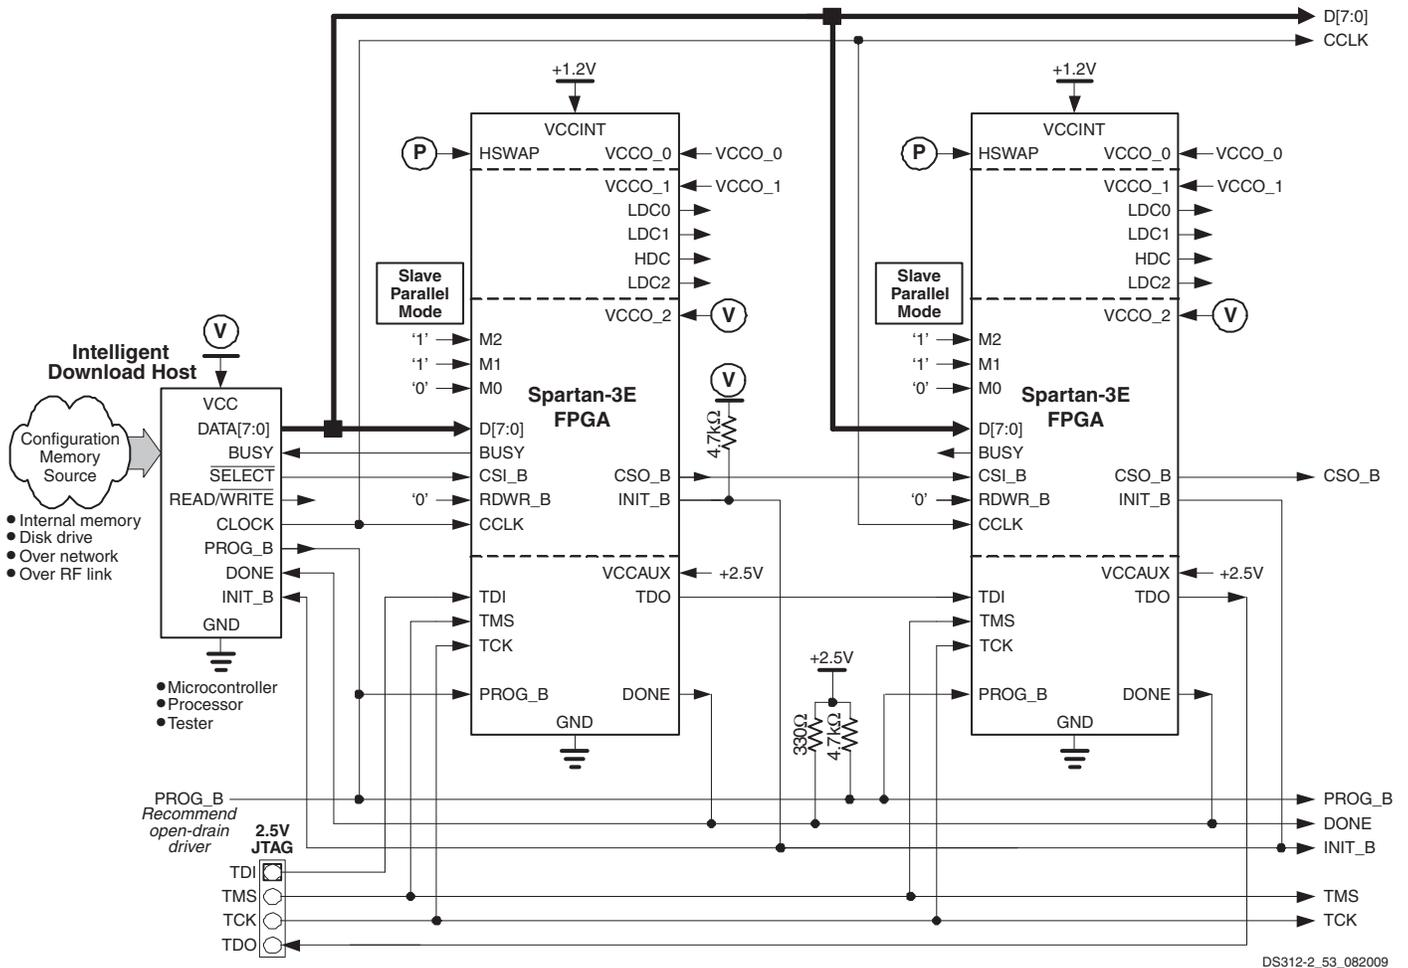 D[7:0]
CCLK
+1.2V
+1.2V
VCCINT
VCCINT
P
HSWAP
VCCO_0
VCCO_0
P
HSWAP
VCCO_0
VCCO_0
VCCO_1
VCCO_1
VCCO_1
VCCO_1
LDC0
LDC0
LDC1
LDC1
HDC
HDC
LDC2
LDC2
Slave
Parallel
Mode
Slave
Parallel
Mode
VCCO_2
V
VCCO_2
V
‘1’
M2
‘1’
M2
‘1’
M1
‘1’
M1
‘0’
M0
‘0’
M0
Spartan-3E
FPGA
Spartan-3E
FPGA
V
4.7kΩ
V
Intelligent
Download Host
VCC
Configuration
Memory
Source
DATA[7:0]
D[7:0]
D[7:0]
BUSY
BUSY
BUSY
SELECT
CSI_B
CSO_B
CSI_B
CSO_B
CSO_B
READ/WRITE
‘0’
RDWR_B
INIT_B
‘0’
RDWR_B
INIT_B
CLOCK
CCLK
CCLK
PROG_B
DONE
INIT_B
GND
● Internal memory
● Disk drive
● Over network
● Over RF link
VCCAUX
+2.5V
VCCAUX
+2.5V
TDI
TDO
TDI
TDO
TMS
TMS
TCK
TCK
● Microcontroller
● Processor
● Tester
PROG_B
DONE
PROG_B
DONE
GND
GND
+2.5V
330Ω
4.7kΩ
PROG_B
Recommend
open-drain
driver
PROG_B
DONE
INIT_B
2.5V
JTAG
TDI
TMS
TMS
TCK
TCK
TDO
DS312-2_53_082009